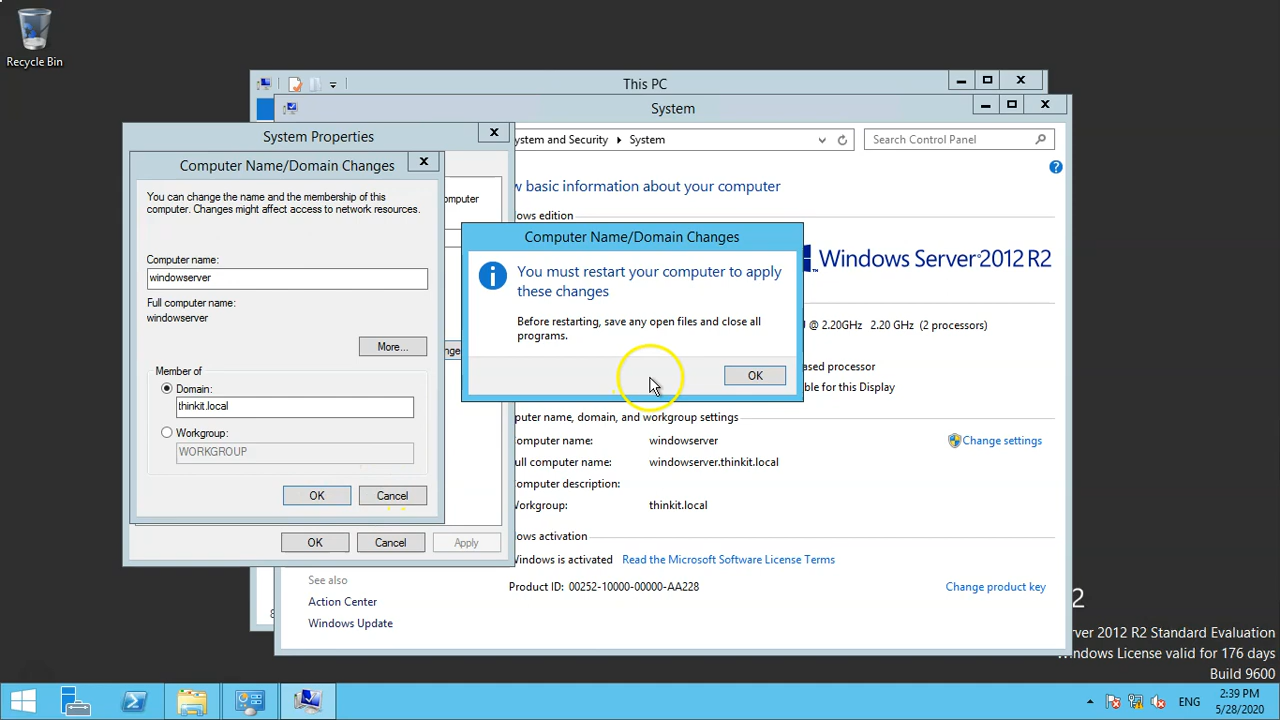 Recycle Bin
This PC
System
System Properties
ystem and Security
System
Search Control Panel
Computer Name/Domain Changes
w basic information about your computer
You can change the name and the membership of this
computer. Changes might affect access to network resources.
omputer
ows edition
Computer Name/Domain Changes
Windows Server 2012 R2
You must restart your computer to apply
these changes
Computer name:
windowserver
Full computer name:
windowserver
Before restarting, save any open files and close all
programs.
@ 2.20GHz 2.20 GHz (2 processors)
More...
nge
ased processor
Member of
OK
Domain:
ble for this Display
thinkit.local
omputer name, domain, and workgroup settings
Workgroup:
WORKGROUP
omputer name:
windowserver
Change settings
ull computer name:
windowserver.thinkit.local
omputer description:
OK
Cancel
Workgroup:
thinkit.local
ows activation
OK
Cancel
Apply
Windows is activated
Read the Microsoft Software License Terms
See also
Product ID: 00252-10000-00000-AA228
Change product key
Action Center
Windows Update
8
2
rver 2012 R2 Standard Evaluation
Windows License valid for 176 days
Build 9600
ENG
2:39 PM
5/28/2020